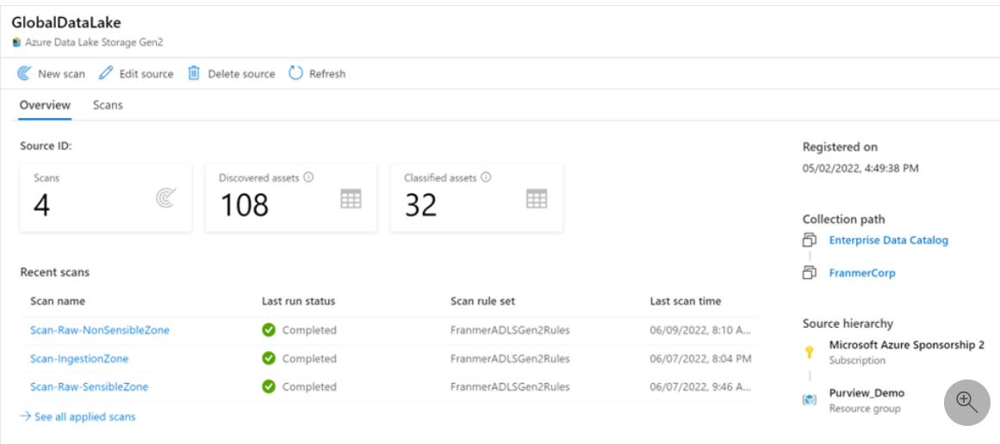 GlobalDataLake
Azure Data Lake Storage Gen2
New scan Edit source Delete source Refresh
Overview Scans
Source ID:
Scans
4
Discovered assets
108
Classified assets
32
Recent scans
Scan name Last run status Scan rule set Last scan time
Scan-Raw-NonSensibleZone Completed FranmerADLSGen2Rules 06/09/2022, 8:10 A...
Scan-IngestionZone Completed FranmerADLSGen2Rules 06/07/2022, 8:04 PM
Scan-Raw-SensibleZone Completed FranmerADLSGen2Rules 06/07/2022, 9:46 A...
See all applied scans
Registered on
05/02/2022, 4:49:38 PM
Collection path
Enterprise Data Catalog
FranmerCorp
Source hierarchy
Microsoft Azure Sponsorship 2
Subscription
Purview_Demo
Resource group